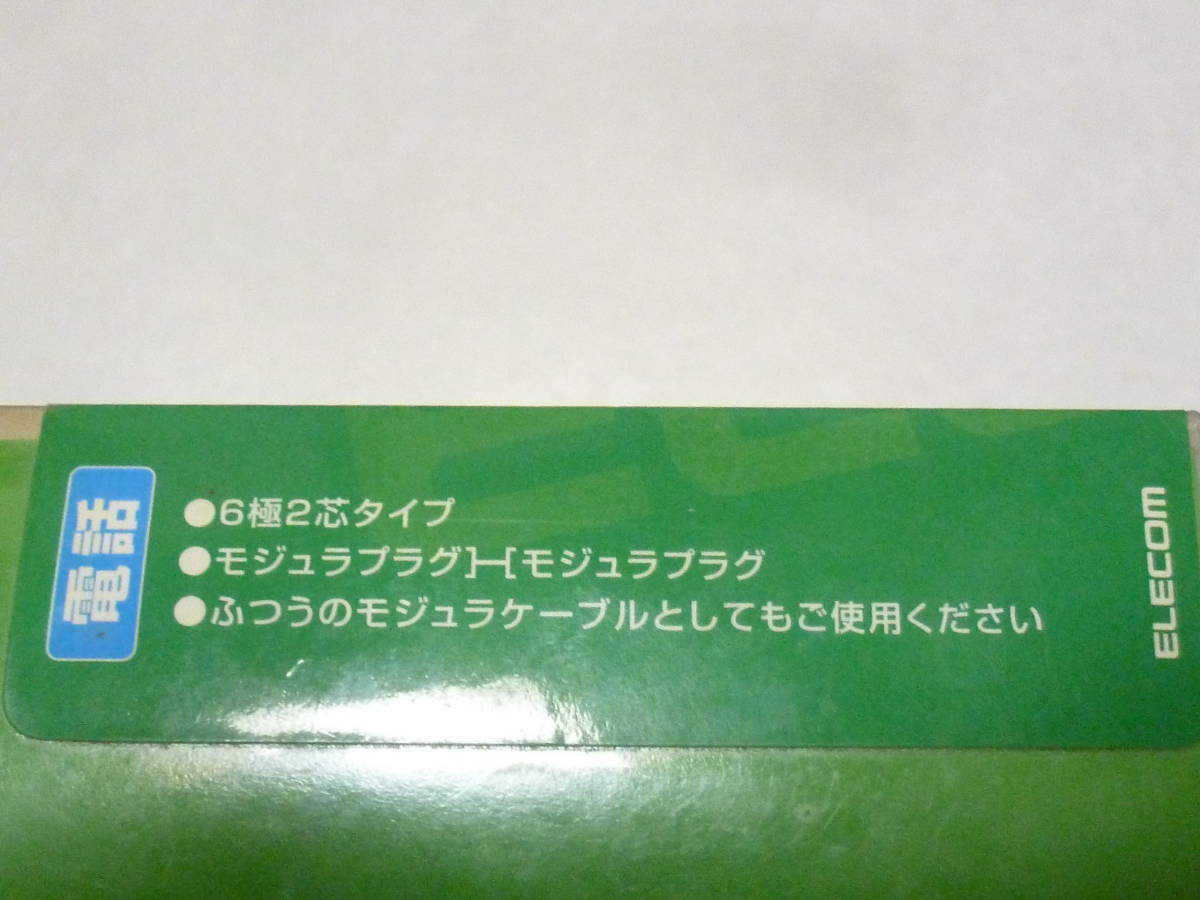 電話
●6極2芯タイプ
●モジュラプラグ]─[モジュラプラグ
●ふつうのモジュラケーブルとしてもご使用ください
ELECOM